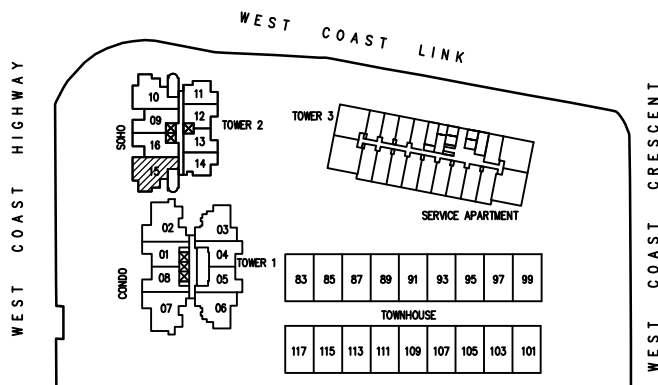 WEST COAST LINK
WEST COAST HIGHWAY
WEST COAST CRESCENT
10 11
09 12
16 13
15 14
SOHO
TOWER 2
TOWER 3
SERVICE APARTMENT
02 03
01 04
08 05
07 06
CONDO
TOWER 1
83 85 87 89 91 93 95 97 99
TOWNHOUSE
117 115 113 111 109 107 105 103 101